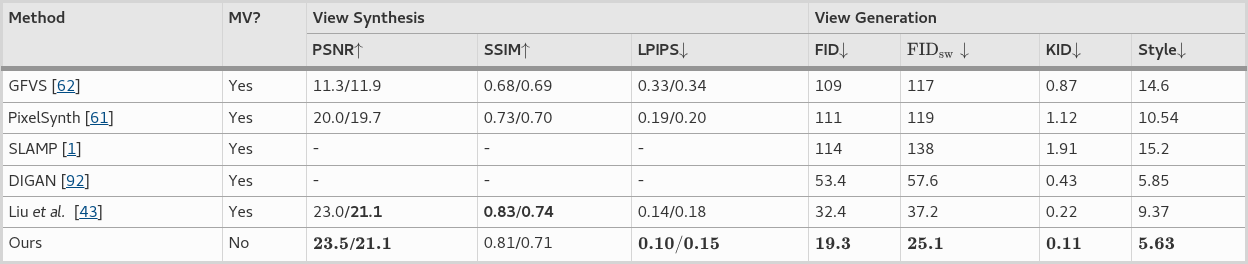 Method MV? View Synthesis View Generation
PSNR↑ SSIM↑ LPIPS↓ FID↓ FIDsw ↓ KID↓ Style↓
GFVS [62] Yes 11.3/11.9 0.68/0.69 0.33/0.34 109 117 0.87 14.6
PixelSynth [61] Yes 20.0/19.7 0.73/0.70 0.19/0.20 111 119 1.12 10.54
SLAMP [1] Yes - - - 114 138 1.91 15.2
DIGAN [92] Yes - - - 53.4 57.6 0.43 5.85
Liu et al. [43] Yes 23.0/21.1 0.83/0.74 0.14/0.18 32.4 37.2 0.22 9.37
Ours No 23.5/21.1 0.81/0.71 0.10/0.15 19.3 25.1 0.11 5.63